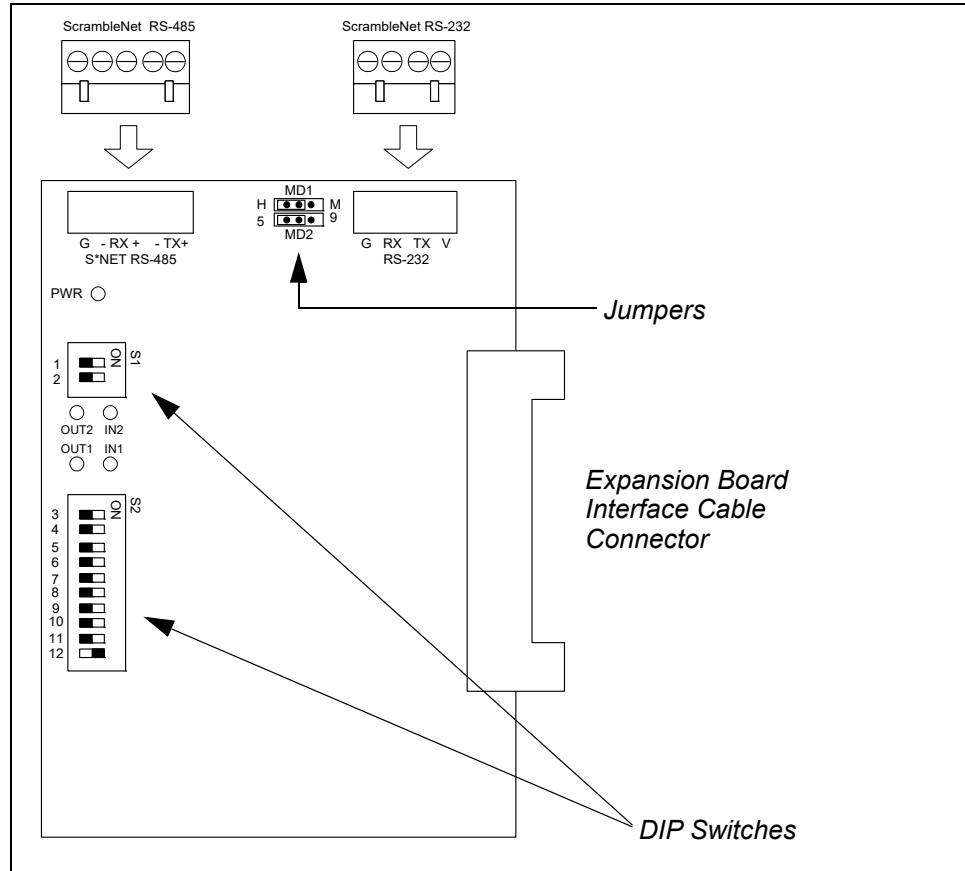 ScrambleNet RS-485
ScrambleNet RS-232
MD1
H M
5 9
MD2
G - RX + - TX+
S*NET RS-485
G RX TX V
RS-232
PWR
Jumpers
ON S1
1
2
OUT2 IN2
OUT1 IN1
Expansion Board
Interface Cable
Connector
ON S2
3
4
5
6
7
8
9
10
11
12
DIP Switches